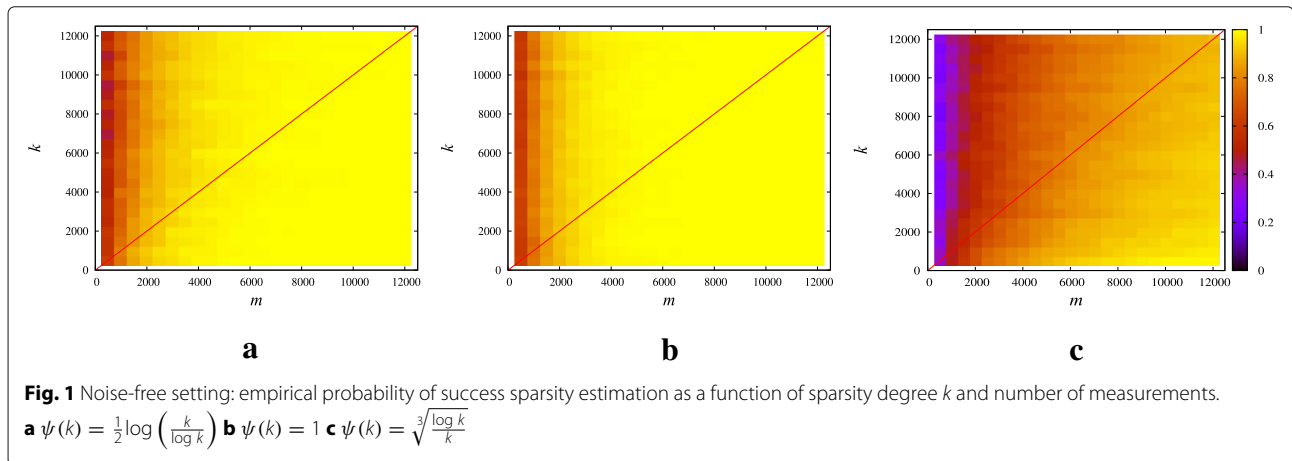 12000
10000
8000
6000
4000
2000
0
k
0 2000 4000 6000 8000 10000 12000
m
a
12000
10000
8000
6000
4000
2000
0
k
0 2000 4000 6000 8000 10000 12000
m
b
12000
10000
8000
6000
4000
2000
0
k
0 2000 4000 6000 8000 10000 12000
m
1
0.8
0.6
0.4
0.2
0
c
Fig. 1 Noise-free setting: empirical probability of success sparsity estimation as a function of sparsity degree k and number of measurements.
a ψ(k) = 1/2 log (k / log k) b ψ(k) = 1 c ψ(k) = ∛(log k / k)